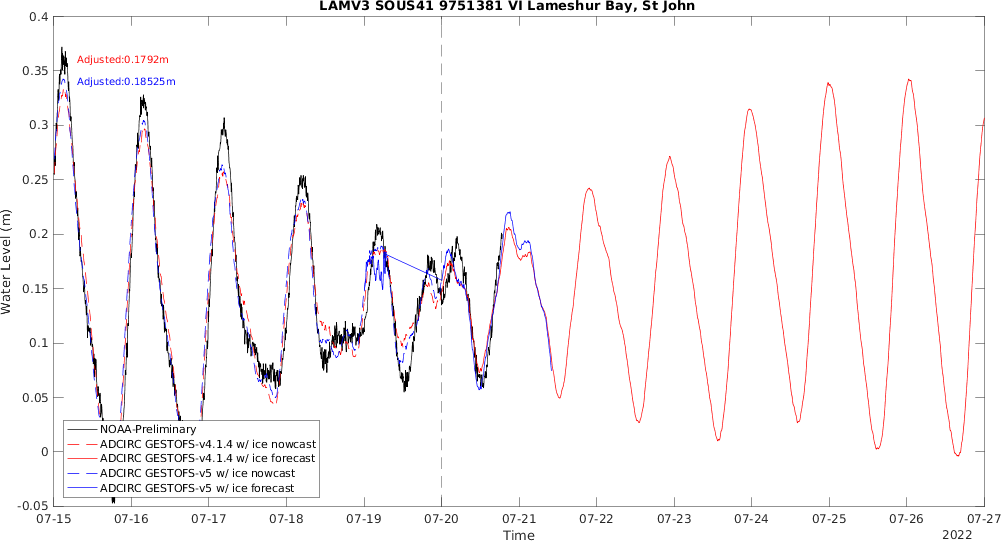 LAMV3 SOUS41 9751381 VI Lameshur Bay, St John
0.4
0.35
0.3
0.25
0.2
0.15
0.1
0.05
0
-0.05
Water Level (m)
Adjusted:0.1792m
Adjusted:0.18525m
NOAA-Preliminary
ADCIRC GESTOFS-v4.1.4 w/ ice nowcast
ADCIRC GESTOFS-v4.1.4 w/ ice forecast
ADCIRC GESTOFS-v5 w/ ice nowcast
ADCIRC GESTOFS-v5 w/ ice forecast
07-15 07-16 07-17 07-18 07-19 07-20 07-21 07-22 07-23 07-24 07-25 07-26 07-27
Time
2022